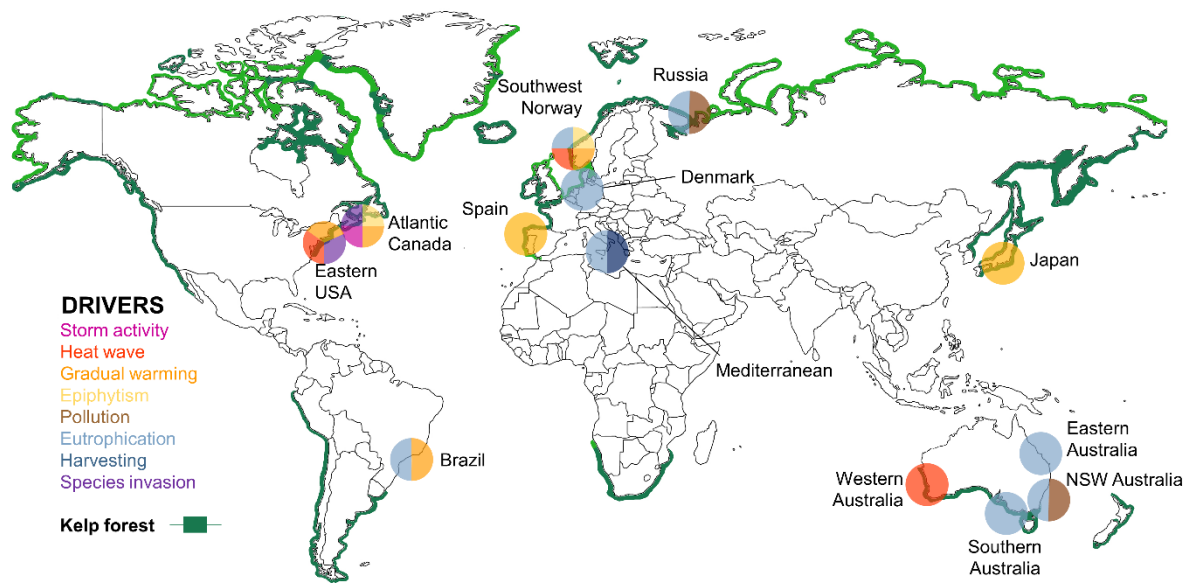 Russia
Southwest
Norway
Denmark
Spain
Atlantic
Canada
Eastern
USA
Japan
Mediterranean
DRIVERS
Storm activity
Heat wave
Gradual warming
Epiphytism
Pollution
Eutrophication
Harvesting
Species invasion
Kelp forest
Brazil
Eastern
Australia
Western
Australia
NSW Australia
Southern
Australia